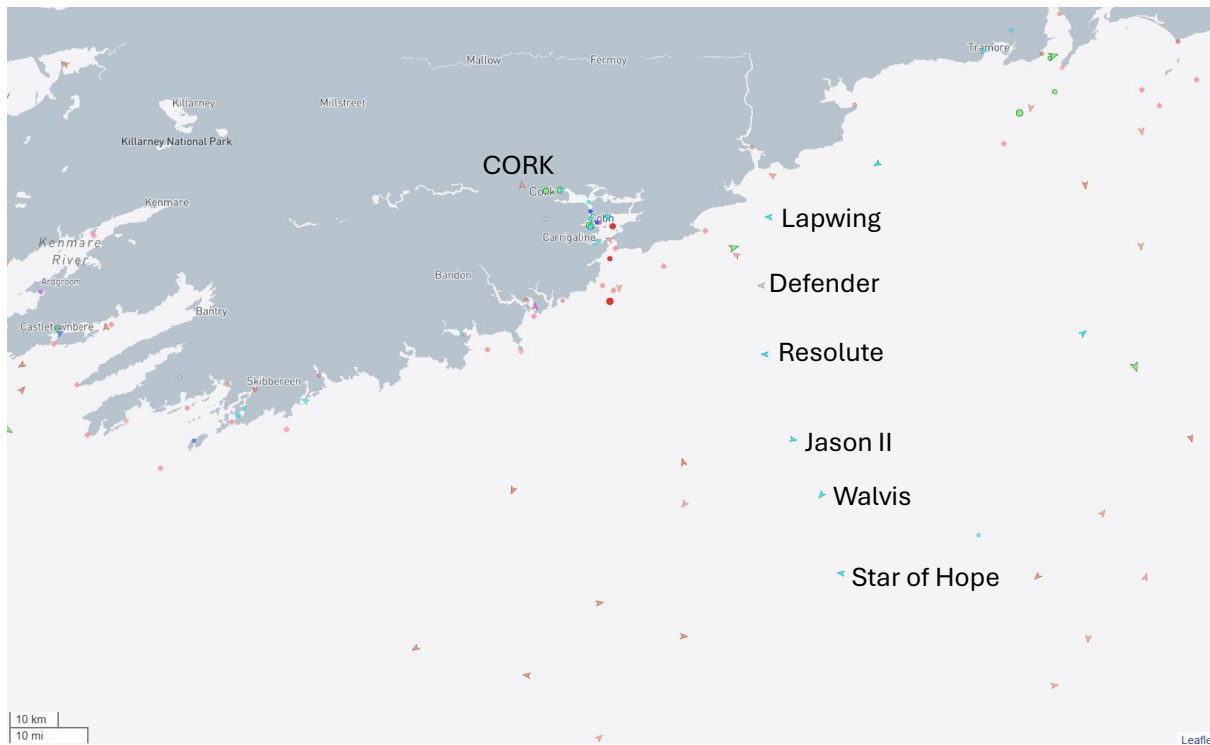 Tramore
Mallow
Fermoy
Killarney
Millstreet
Killarney National Park
CORK
Cork
Kenmare
Lapwing
Cobh
Carrigaline
Kenmare
River
Bandon
Ardgroom
Defender
Bantry
Castletownbere
Resolute
Skibbereen
Jason II
Walvis
Star of Hope
10 km
10 mi
Leafle